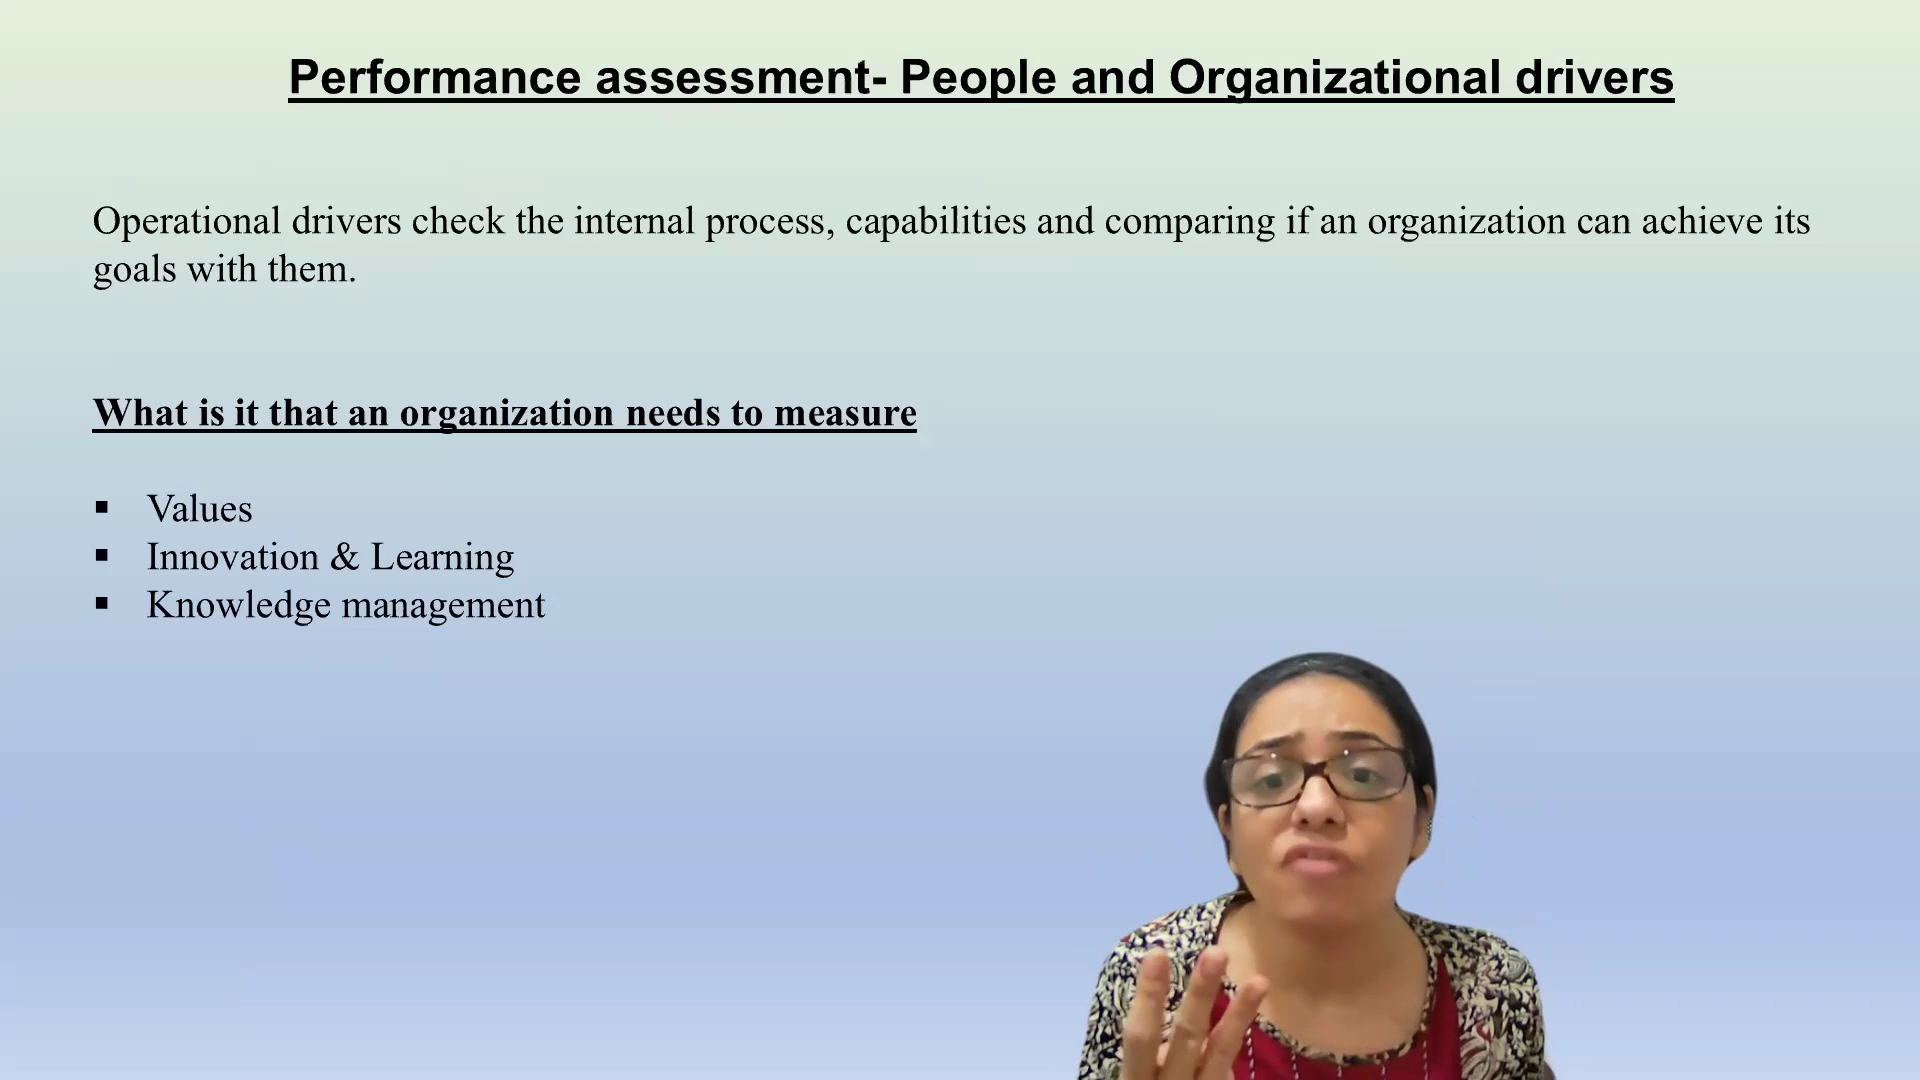 Performance assessment- People and Organizational drivers
Operational drivers check the internal process, capabilities and comparing if an organization can achieve its
goals with them.
What is it that an organization needs to measure
▪ Values
▪ Innovation & Learning
▪ Knowledge management